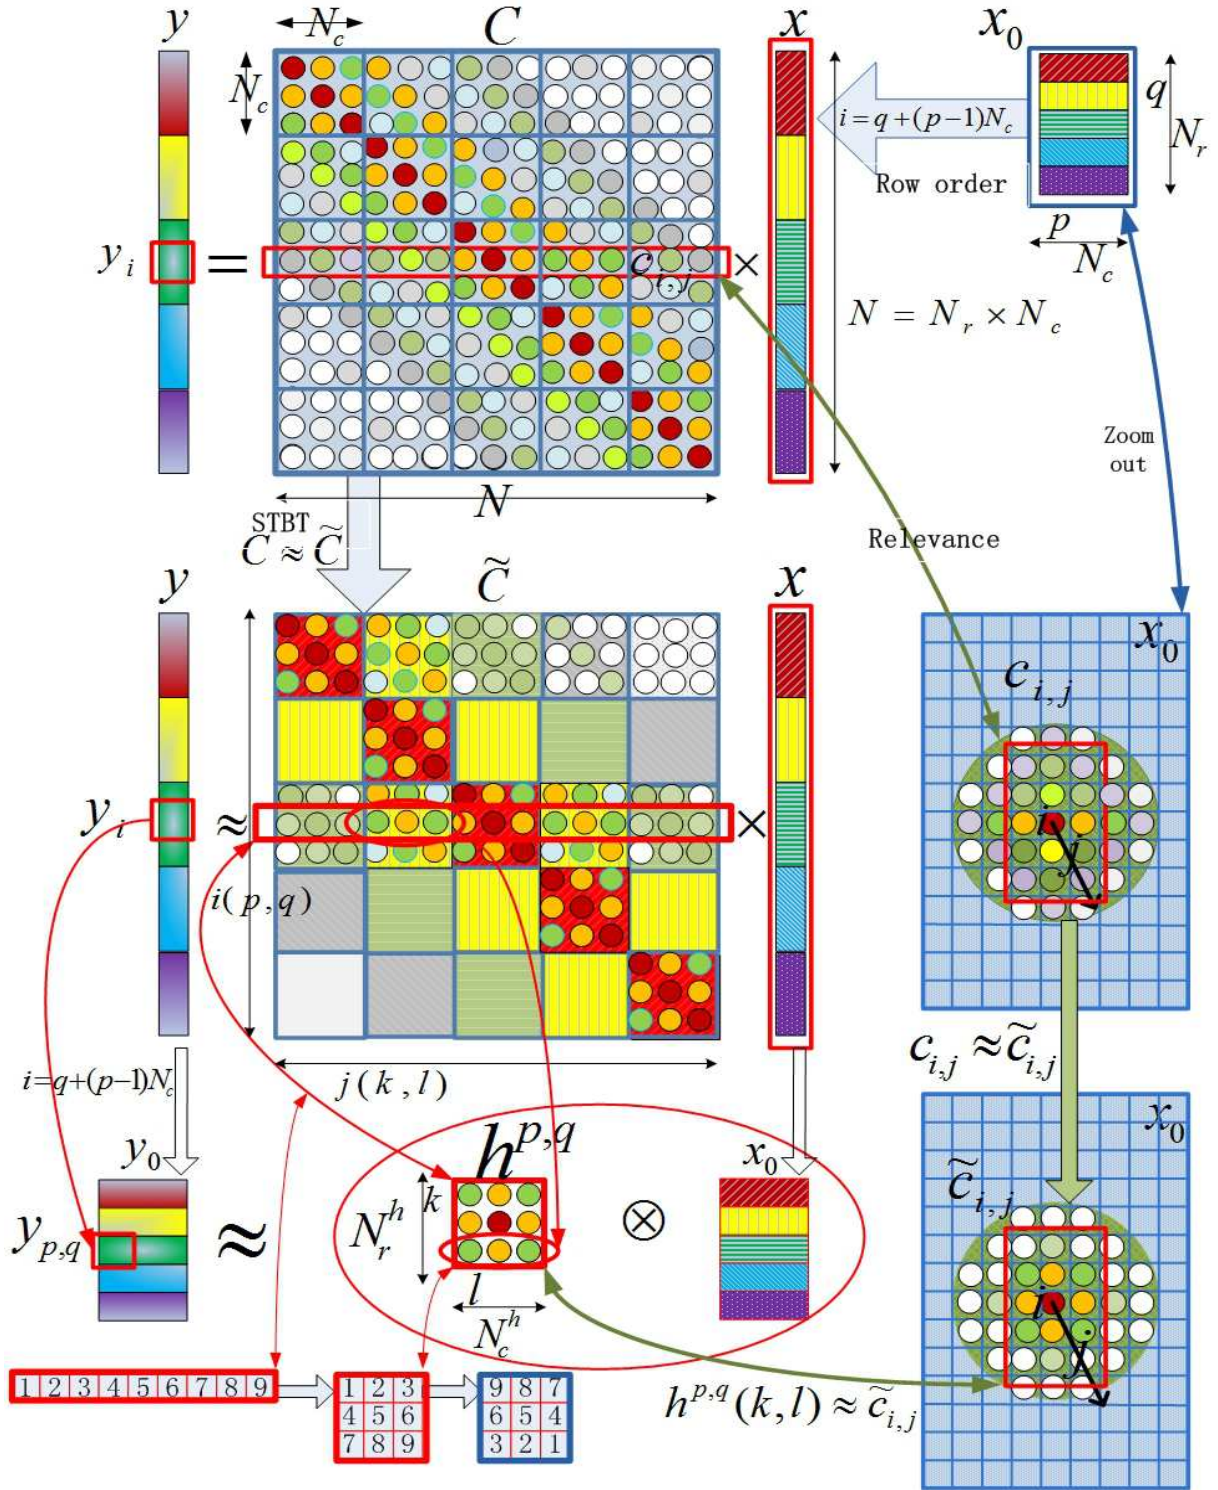 y
N_c
C
x
x_0
N_c
i=q+(p−1)N_c
q
N_r
Row order
p
N_c
y_i
=
c_{i,j}
×
N = N_r × N_c
Zoom
out
N
STBT
C ≈ C̃
Relevance
y
C̃
x
x_0
c_{i,j}
y_i
≈
×
i
j
i(p,q)
j(k,l)
c_{i,j} ≈ c̃_{i,j}
i=q+(p−1)N_c
y_0
h^{p,q}
x_0
x_0
c̃_{i,j}
y_{p,q}
≈
N_r^h
k
⊗
l
N_c^h
i
j
1 2 3 4 5 6 7 8 9
1 2 3
4 5 6
7 8 9
9 8 7
6 5 4
3 2 1
h^{p,q}(k,l) ≈ c̃_{i,j}